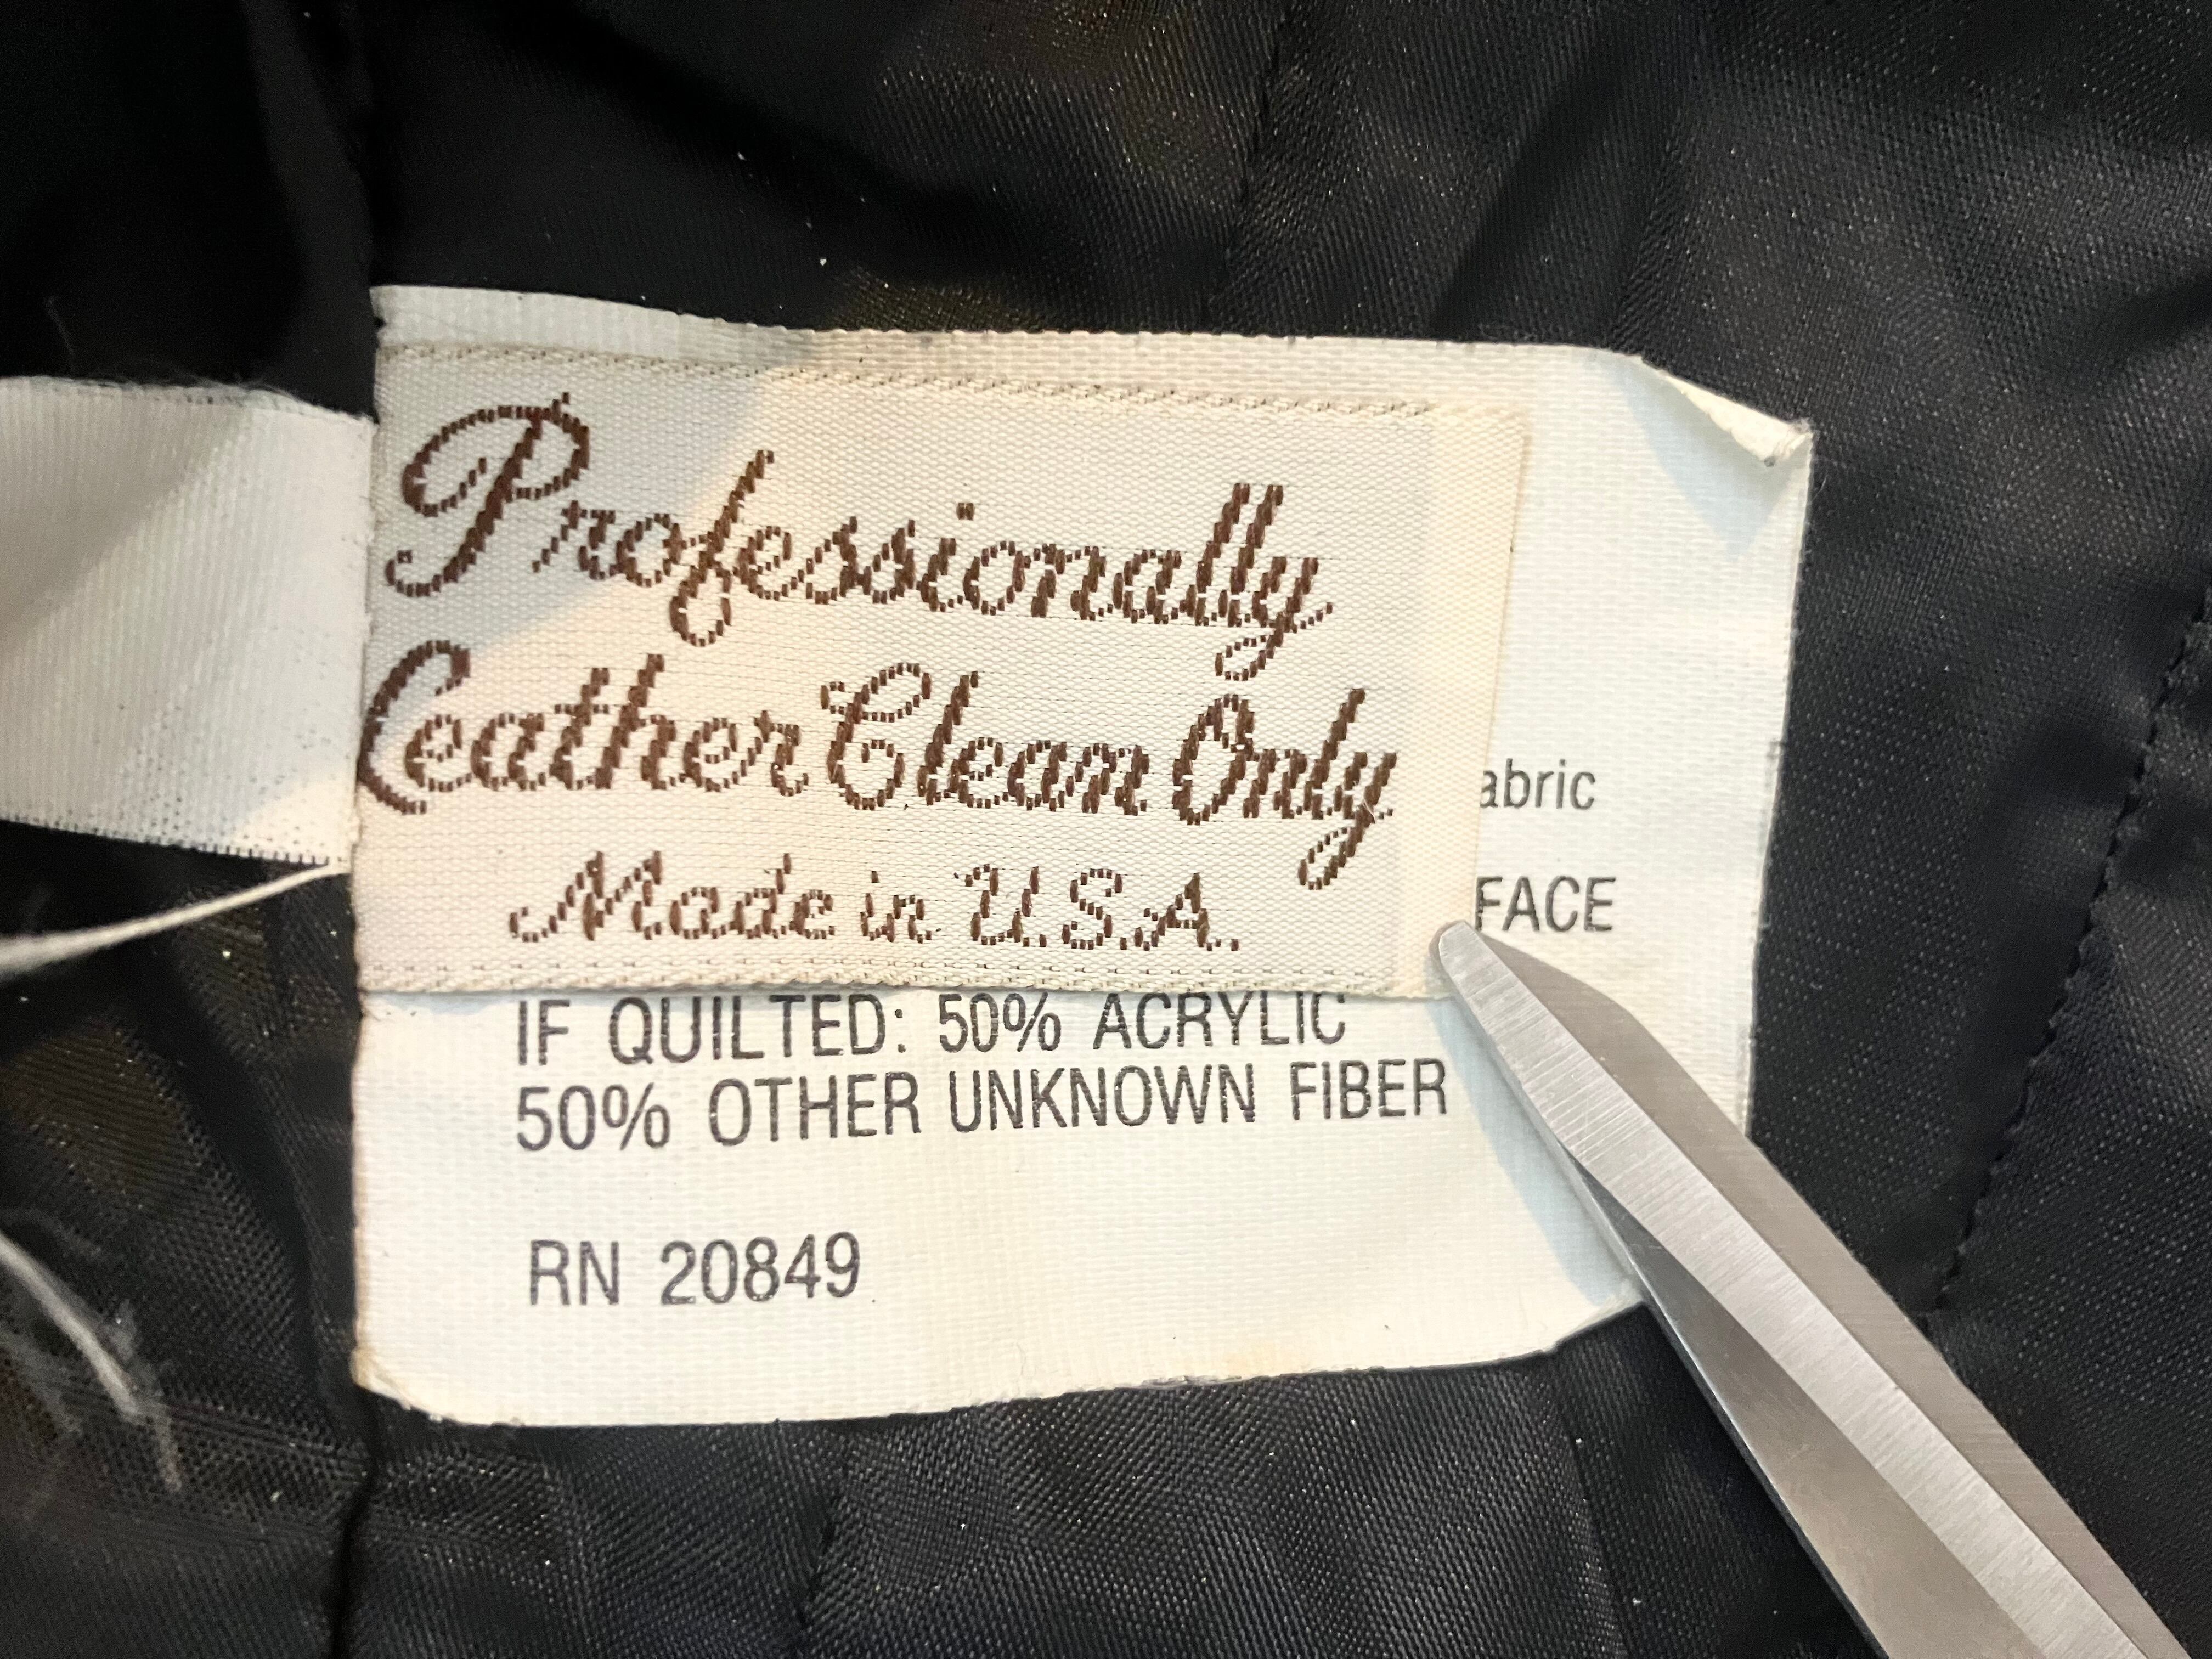 Professionally
Leather Clean Only
Made in U.S.A.
abric
FACE
IF QUILTED: 50% ACRYLIC
50% OTHER UNKNOWN FIBER
RN 20849